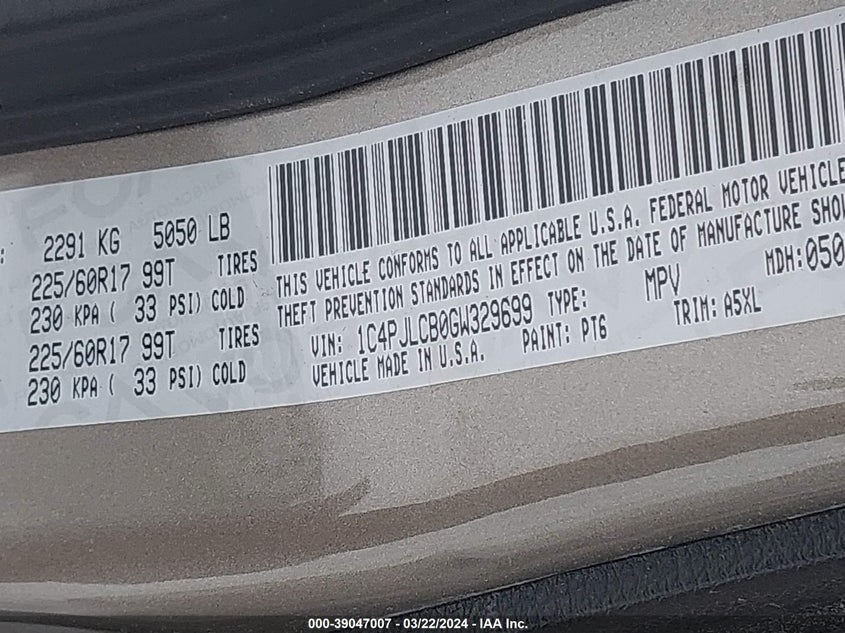 2291 KG 5050 LB
225/60R17 99T TIRES
230 KPA ( 33 PSI) COLD
225/60R17 99T TIRES
230 KPA ( 33 PSI) COLD
THIS VEHICLE CONFORMS TO ALL APPLICABLE U.S.A. FEDERAL MOTOR VEHICLE
THEFT PREVENTION STANDARDS IN EFFECT ON THE DATE OF MANUFACTURE SHOW
VIN: 1C4PJLCB0GW329699 TYPE: MPV MDH:050
VEHICLE MADE IN U.S.A. PAINT: PT6 TRIM: A5XL
000-39047007 - 03/22/2024 - IAA Inc.